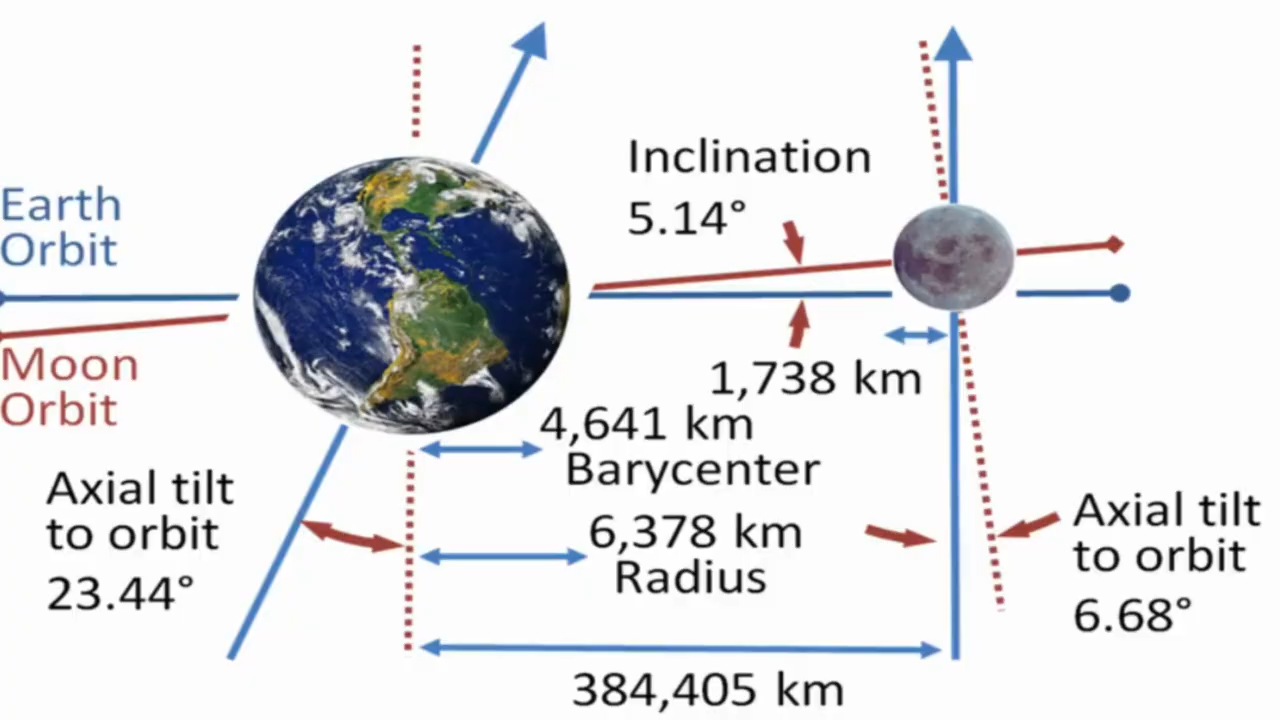 Earth
Orbit
Moon
Orbit
Axial tilt
to orbit
23.44°
Inclination
5.14°
1,738 km
4,641 km
Barycenter
6,378 km
Radius
384,405 km
Axial tilt
to orbit
6.68°